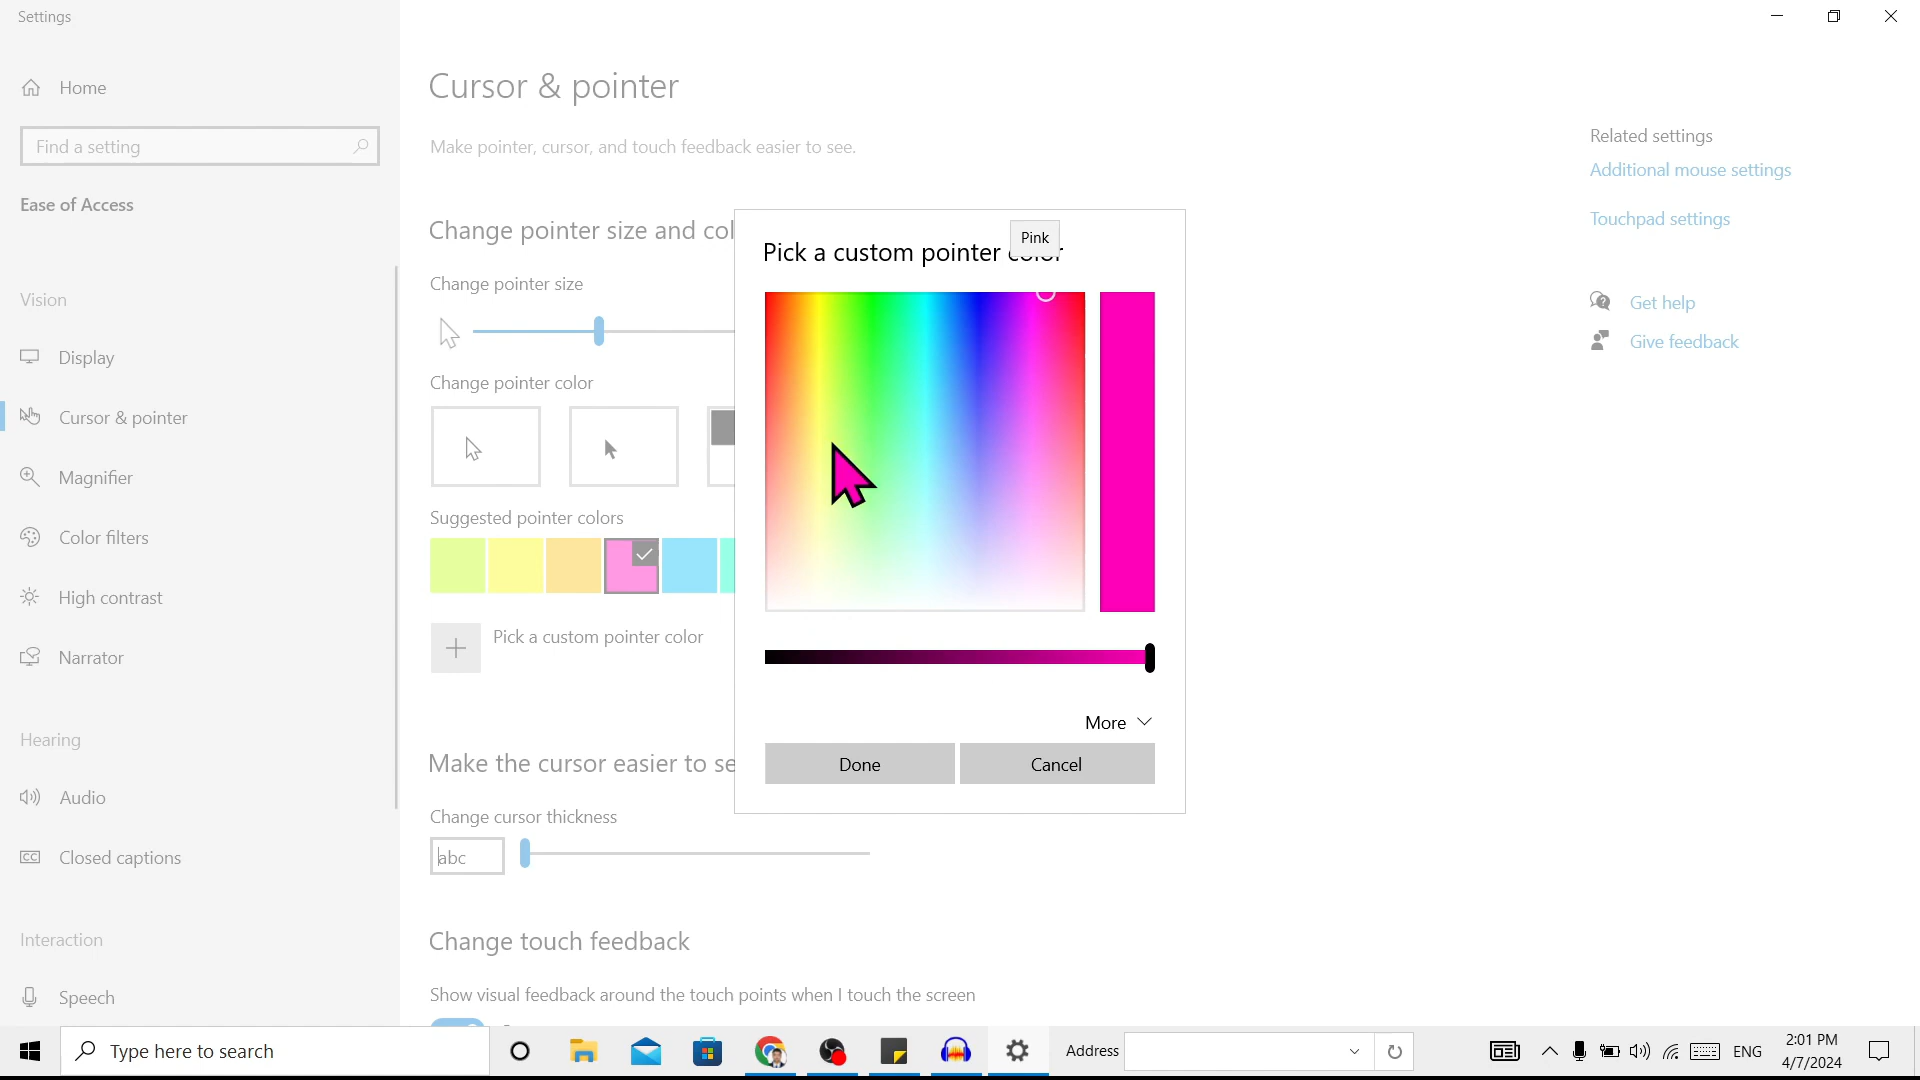 Settings
Home
Find a setting
Ease of Access
Vision
Display
Cursor & pointer
Magnifier
Color filters
High contrast
Narrator
Hearing
Audio
Closed captions
Interaction
Speech
Cursor & pointer
Make pointer, cursor, and touch feedback easier to see.
Change pointer size and col
Change pointer size
Change pointer color
Suggested pointer colors
Pick a custom pointer color
Make the cursor easier to se
Change cursor thickness
abc
Change touch feedback
Show visual feedback around the touch points when I touch the screen
Pink
Pick a custom pointer color
More
Done
Cancel
Related settings
Additional mouse settings
Touchpad settings
Get help
Give feedback
Type here to search
Address
ENG
2:01 PM
4/7/2024